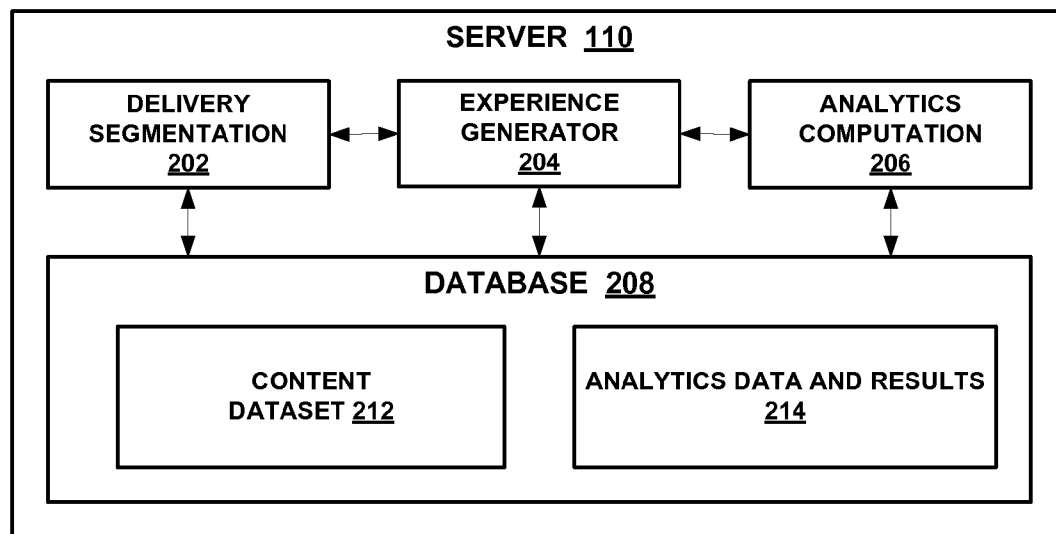 SERVER 110
DELIVERY
SEGMENTATION
202
EXPERIENCE
GENERATOR
204
ANALYTICS
COMPUTATION
206
DATABASE 208
CONTENT
DATASET 212
ANALYTICS DATA AND RESULTS
214